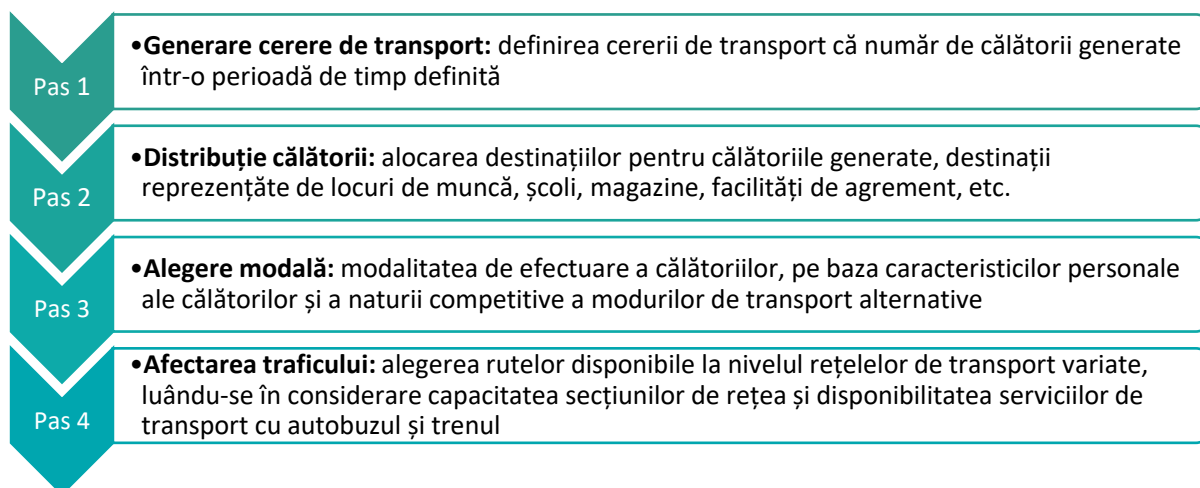 Pas 1
•Generare cerere de transport: definirea cererii de transport că număr de călătorii generate
într-o perioadă de timp definită
Pas 2
•Distribuție călătorii: alocarea destinațiilor pentru călătoriile generate, destinații
reprezențăte de locuri de muncă, școli, magazine, facilități de agrement, etc.
Pas 3
•Alegere modală: modalitatea de efectuare a călătoriilor, pe baza caracteristicilor personale
ale călătorilor și a naturii competitive a modurilor de transport alternative
Pas 4
•Afectarea traficului: alegerea rutelor disponibile la nivelul rețelelor de transport variate,
luându-se în considerare capacitatea secțiunilor de rețea și disponibilitatea serviciilor de
transport cu autobuzul și trenul